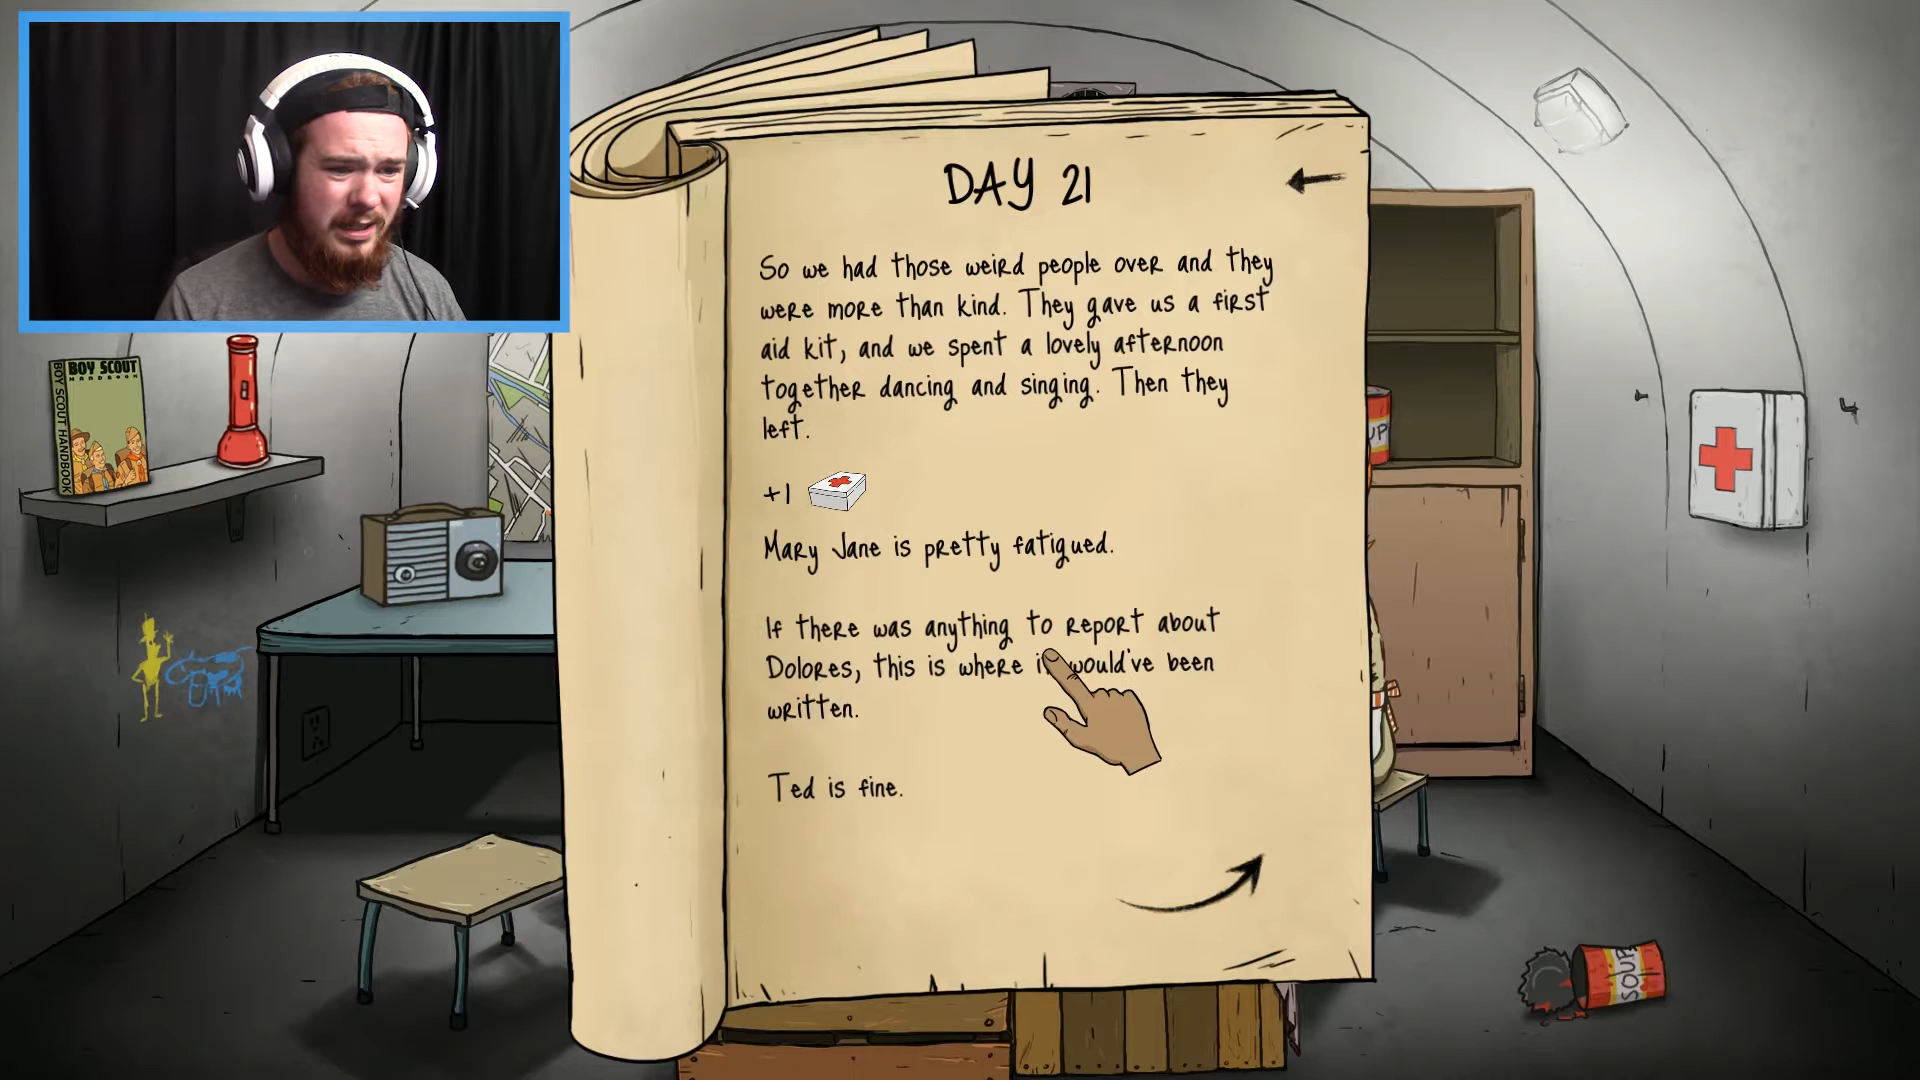 DAY 21
So we had those weird people over and they
were more than kind. They gave us a first
aid kit, and we spent a lovely afternoon
together dancing and singing. Then they
left.
+1
Mary Jane is pretty fatigued.
If there was anything to report about
Dolores, this is where would've been
written.
Ted is fine.
BOY SCOUT
HANDBOOK
BOY SCOUT HANDBOOK
UP
SOUP